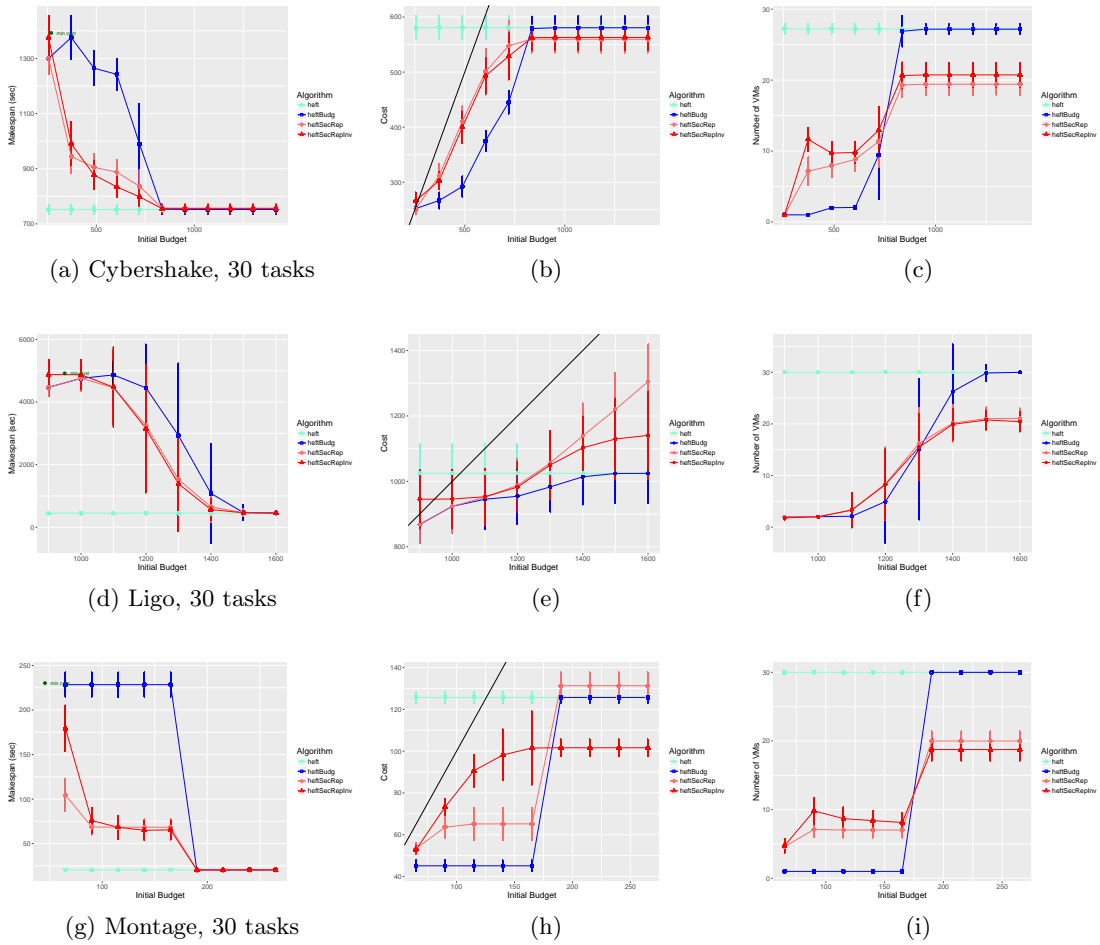 1300
1100
900
700
500
1000
Makespan (sec)
Initial Budget
min cost
Algorithm
heft
heftBudg
heftSecRep
heftSecRepInv
(a) Cybershake, 30 tasks
600
500
400
300
500
1000
Cost
Initial Budget
Algorithm
heft
heftBudg
heftSecRep
heftSecRepInv
(b)
30
20
10
0
500
1000
Number of VMs
Initial Budget
Algorithm
heft
heftBudg
heftSecRep
heftSecRepInv
(c)
6000
4000
2000
0
1000
1200
1400
1600
Makespan (sec)
Initial Budget
Algorithm
heft
heftBudg
heftSecRep
heftSecRepInv
(d) Ligo, 30 tasks
1400
1200
1000
800
1000
1200
1400
1600
Cost
Initial Budget
Algorithm
heft
heftBudg
heftSecRep
heftSecRepInv
(e)
30
20
10
0
1000
1200
1400
1600
Number of VMs
Initial Budget
Algorithm
heft
heftBudg
heftSecRep
heftSecRepInv
(f)
250
200
150
100
50
100
200
Makespan (sec)
Initial Budget
Algorithm
heft
heftBudg
heftSecRep
heftSecRepInv
(g) Montage, 30 tasks
140
120
100
80
60
40
100
150
200
250
Cost
Initial Budget
Algorithm
heft
heftBudg
heftSecRep
heftSecRepInv
(h)
30
20
10
0
100
150
200
250
Number of VMs
Initial Budget
Algorithm
heft
heftBudg
heftSecRep
heftSecRepInv
(i)